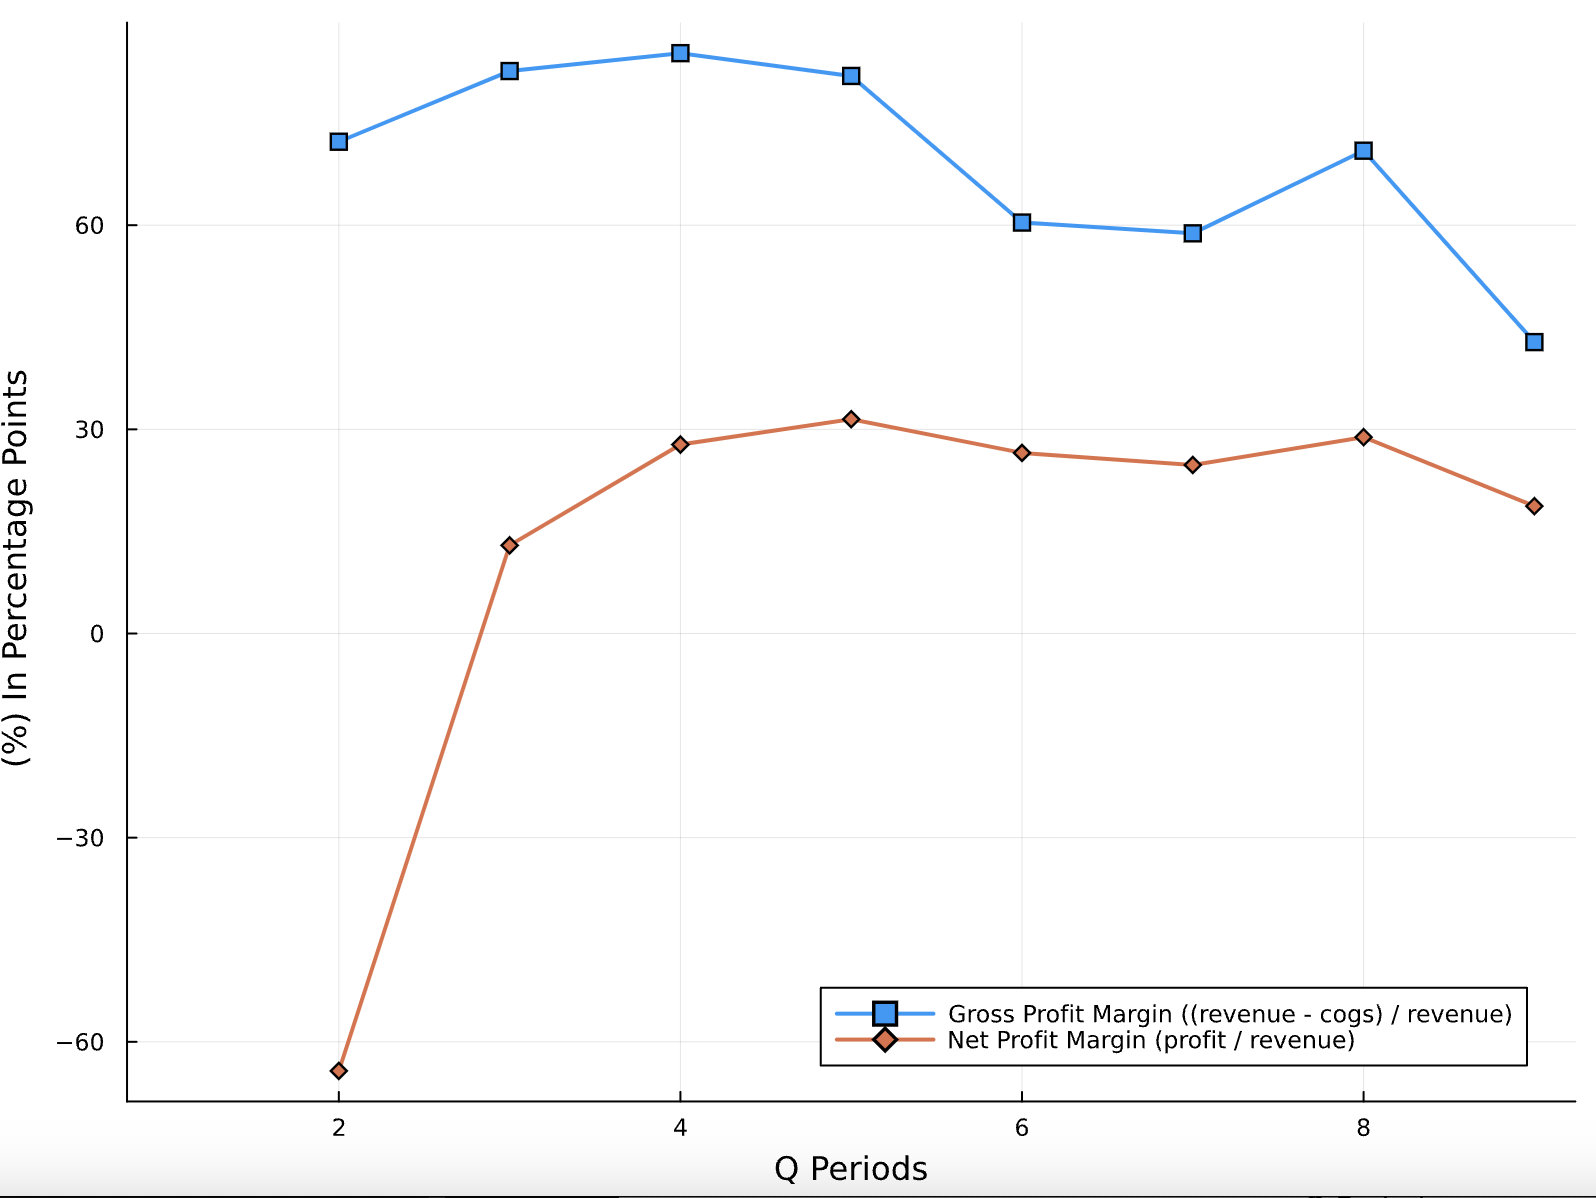 (%) In Percentage Points
60
30
0
−30
−60
Gross Profit Margin ((revenue - cogs) / revenue)
Net Profit Margin (profit / revenue)
2 4 6 8
Q Periods